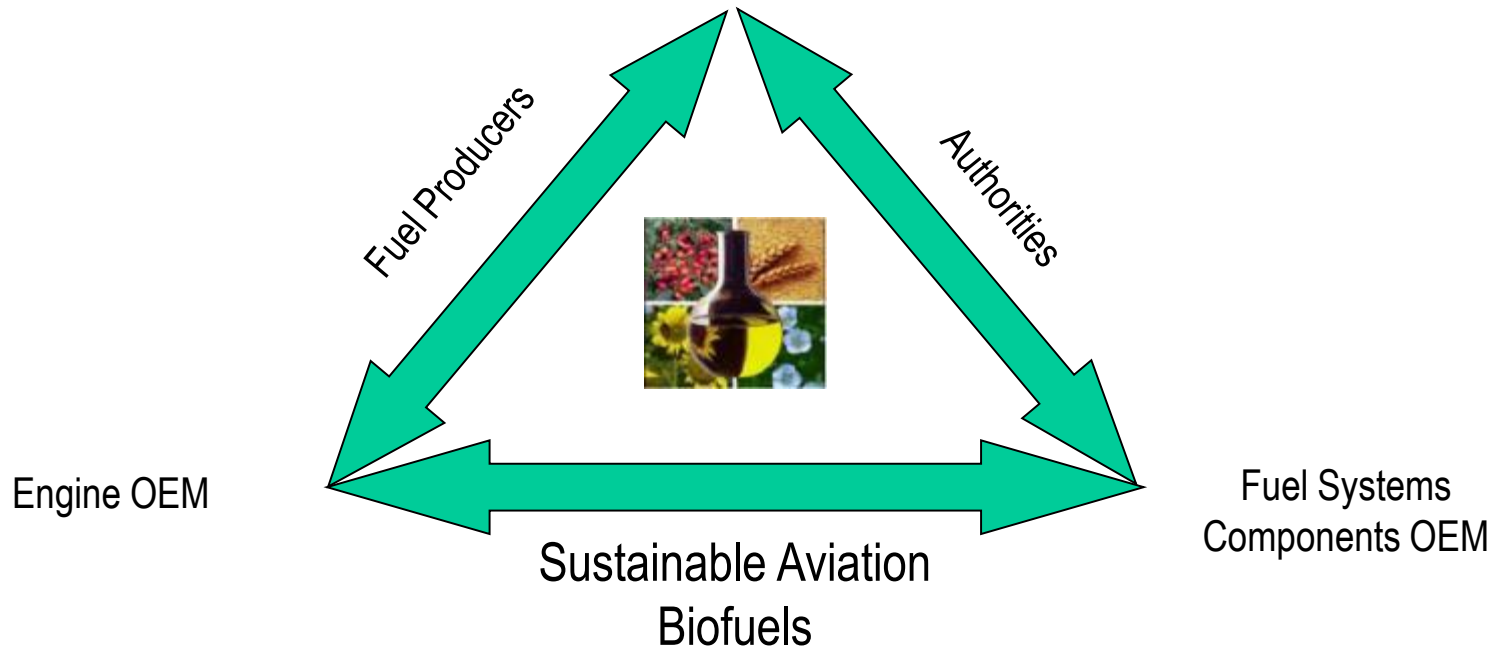 Fuel Producers
Authorities
Engine OEM
Fuel Systems
Components OEM
Sustainable Aviation
Biofuels